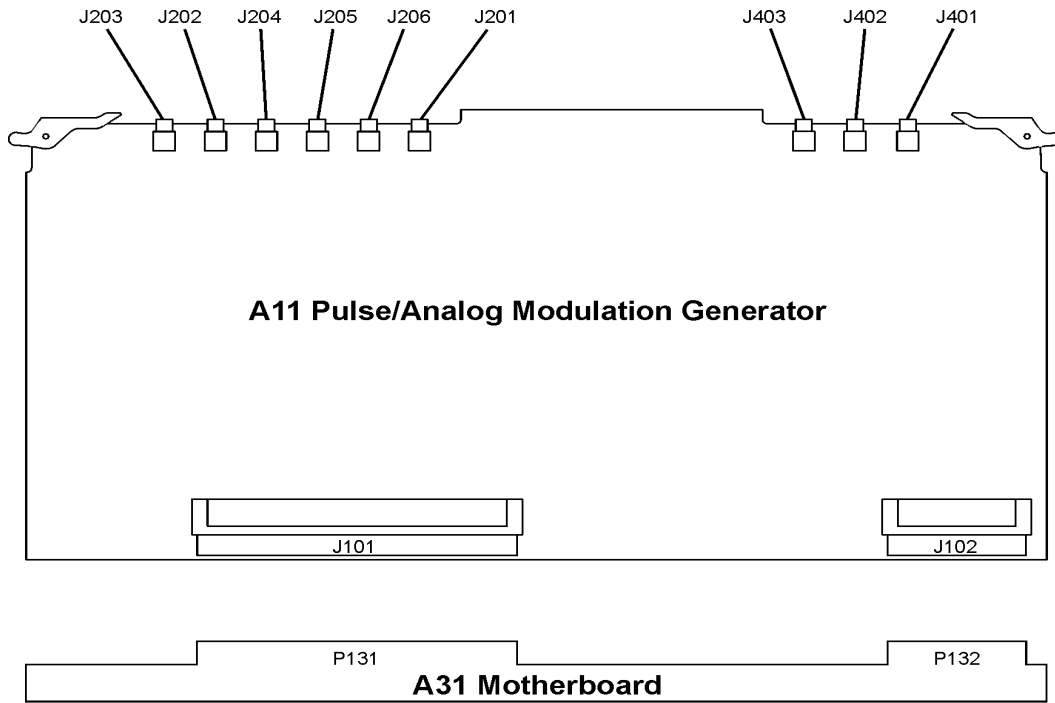 J203 J202 J204 J205 J206 J201 J403 J402 J401
A11 Pulse/Analog Modulation Generator
J101 J102
P131 P132
A31 Motherboard